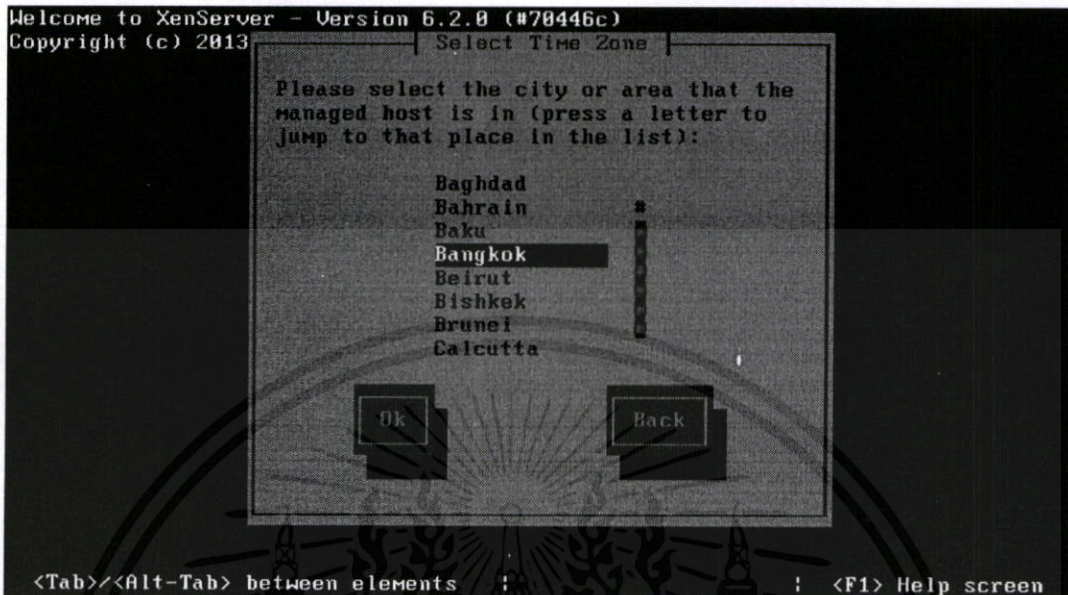 Welcome to XenServer - Version 6.2.0 (#70446c)
Copyright (c) 2013
Select Time Zone
Please select the city or area that the
managed host is in (press a letter to
jump to that place in the list):
Baghdad
Bahrain #
Baku
Bangkok
Beirut
Bishkek
Brunei
Calcutta
Ok Back
<Tab>/<Alt-Tab> between elements ¦ ¦ <F1> Help screen